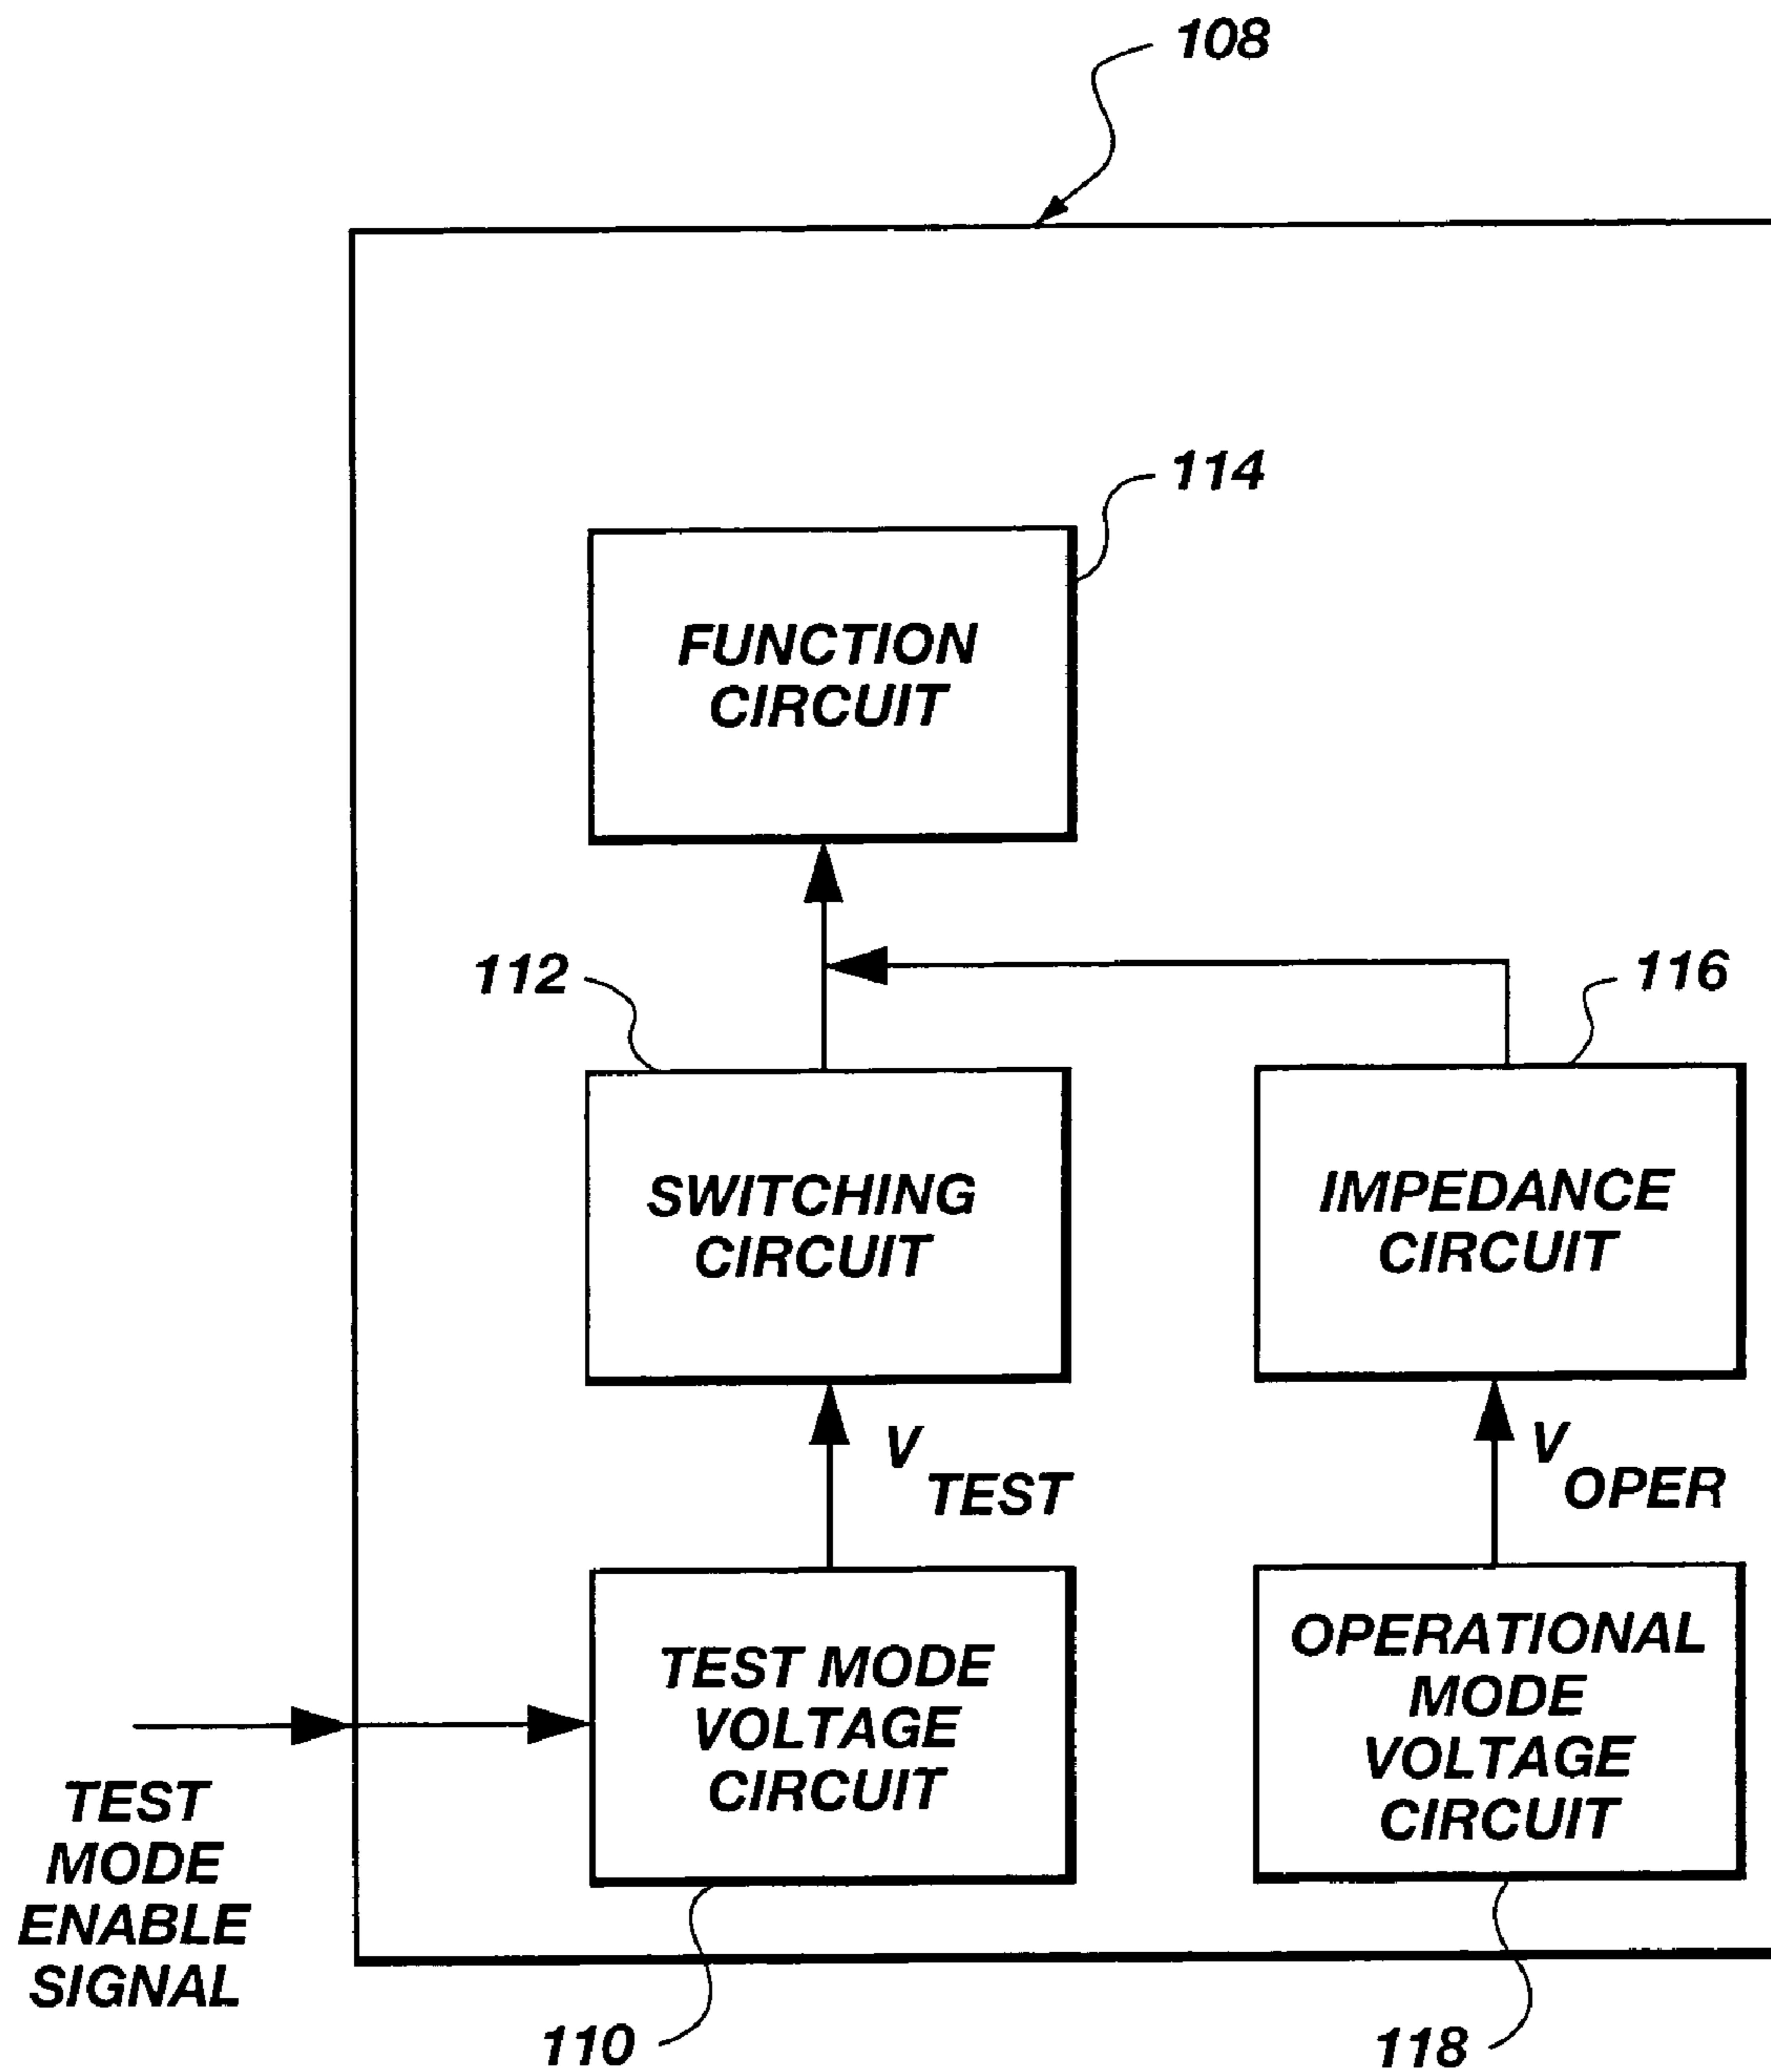 108
114
FUNCTION
CIRCUIT
112
116
SWITCHING
CIRCUIT
IMPEDANCE
CIRCUIT
V
TEST
V
OPER
TEST MODE
VOLTAGE
CIRCUIT
OPERATIONAL
MODE
VOLTAGE
CIRCUIT
TEST
MODE
ENABLE
SIGNAL
110
118